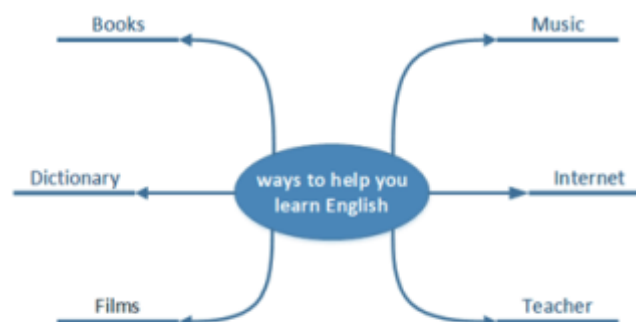 Books
Music
ways to help you
learn English
Dictionary
Internet
Films
Teacher